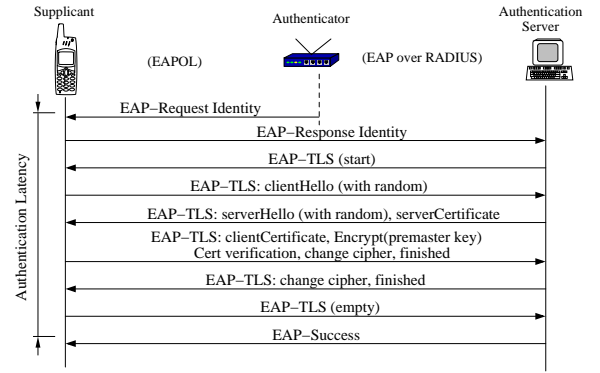 Supplicant
Authenticator
Authentication
Server
(EAPOL)
(EAP over RADIUS)
EAP−Request Identity
EAP−Response Identity
EAP−TLS (start)
EAP−TLS: clientHello (with random)
EAP−TLS: serverHello (with random), serverCertificate
EAP−TLS: clientCertificate, Encrypt(premaster key)
Cert verification, change cipher, finished
EAP−TLS: change cipher, finished
EAP−TLS (empty)
EAP−Success
Authentication Latency